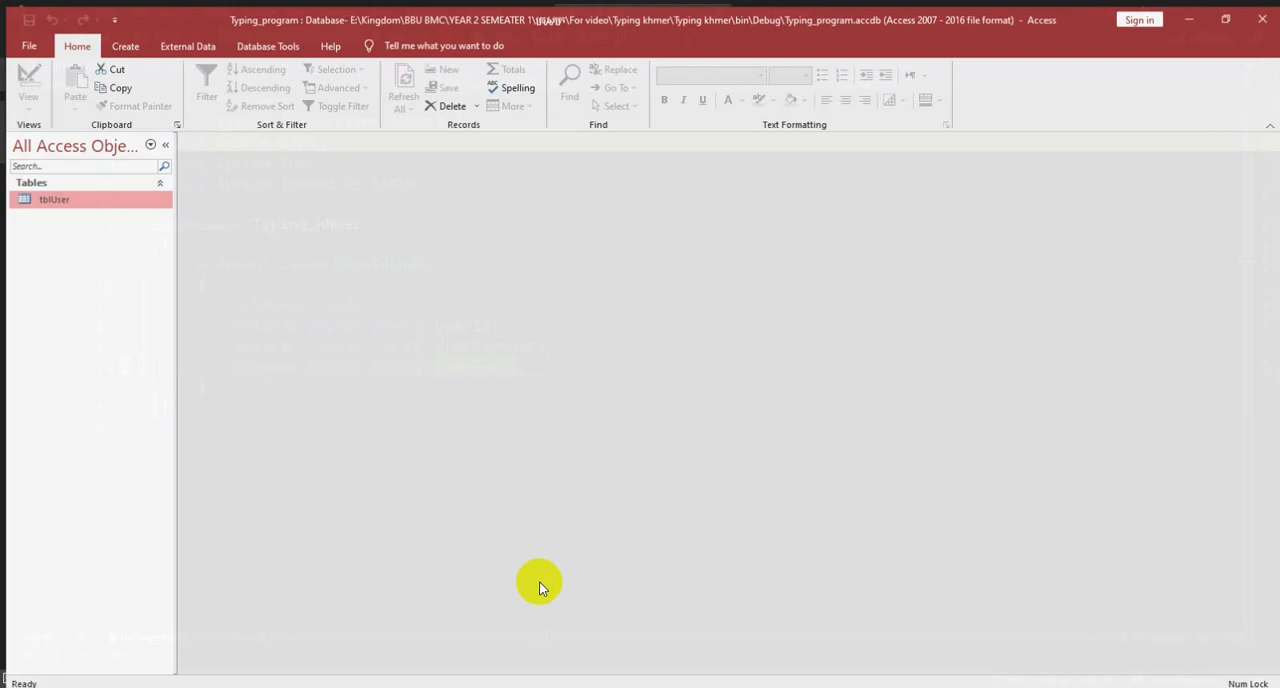 Typing_program : Database- E:\Kingdom\BBU BMC\YEAR 2 SEMEATER 1\ \For video\Typing khmer\Typing khmer\bin\Debug\Typing_program.accdb (Access 2007 - 2016 file format) - Access
Sign in
File Home Create External Data Database Tools Help Tell me what you want to do
View
Paste
Cut
Copy
Format Painter
Filter
Ascending
Descending
Remove Sort
Selection
Advanced
Toggle Filter
Refresh
All
New
Save
Delete
Totals
Spelling
More
Find
Replace
Go To
Select
B I U A
Views Clipboard Sort & Filter Records Find Text Formatting
All Access Obje...
Search...
Tables
tblUser
Typing_khmer
Ready
Num Lock